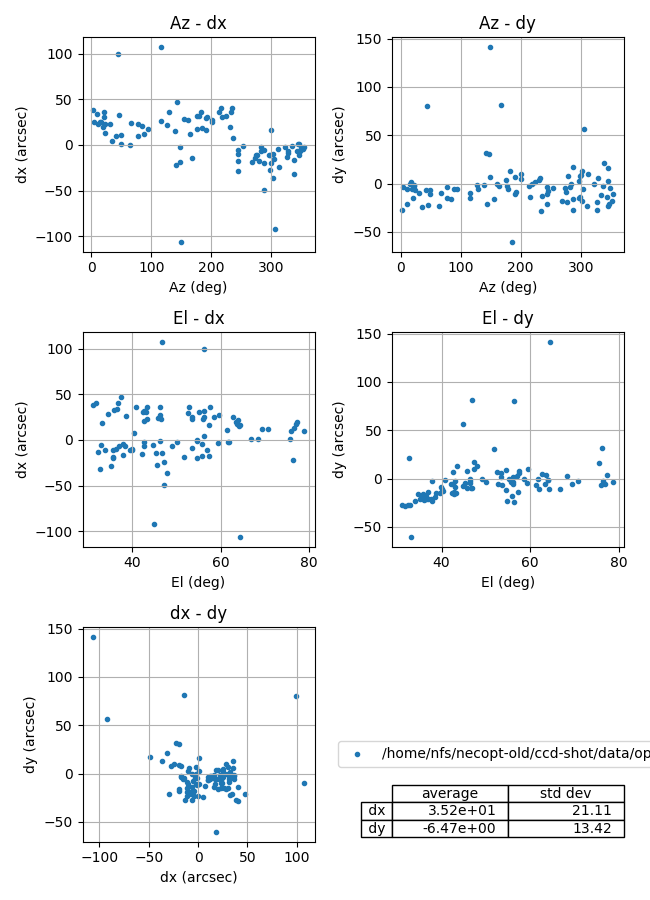 Az - dx
100
50
0
−50
−100
dx (arcsec)
0 100 200 300
Az (deg)
Az - dy
150
100
50
0
−50
dy (arcsec)
0 100 200 300
Az (deg)
El - dx
100
50
0
−50
−100
dx (arcsec)
40 60 80
El (deg)
El - dy
150
100
50
0
−50
dy (arcsec)
40 60 80
El (deg)
dx - dy
150
100
50
0
−50
dy (arcsec)
−100 −50 0 50 100
dx (arcsec)
/home/nfs/necopt-old/ccd-shot/data/op
average std dev
dx 3.52e+01 21.11
dy -6.47e+00 13.42